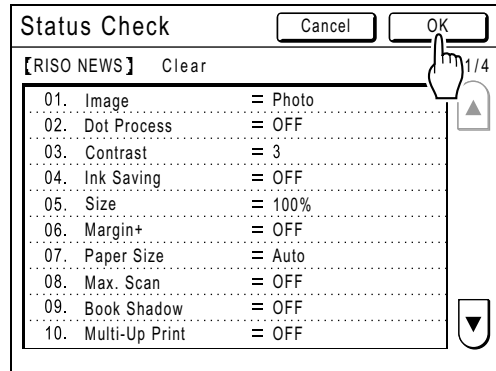 Status Check Cancel OK
【RISO NEWS】 Clear 1/4
01. Image = Photo
02. Dot Process = OFF
03. Contrast = 3
04. Ink Saving = OFF
05. Size = 100%
06. Margin+ = OFF
07. Paper Size = Auto
08. Max. Scan = OFF
09. Book Shadow = OFF
10. Multi-Up Print = OFF